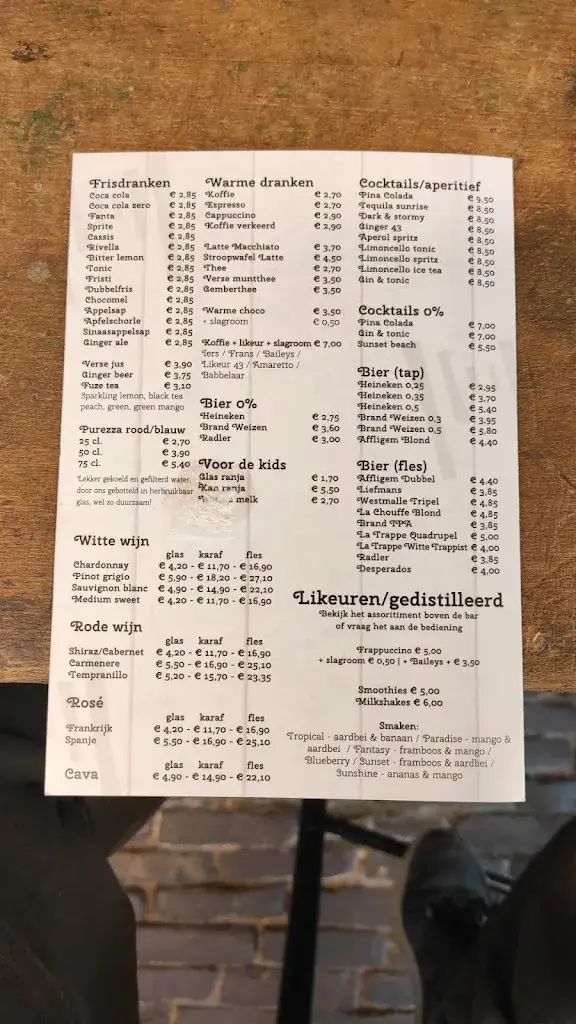 Frisdranken
Coca cola € 2,85
Coca cola zero € 2,85
Fanta € 2,85
Sprite € 2,85
Cassis € 2,85
Rivella € 2,85
Bitter lemon € 2,85
Tonic € 2,85
Fristi € 2,85
Dubbelfris € 2,85
Chocomel € 2,85
Appelsap € 2,85
Apfelschorle € 2,85
Sinaasappelsap € 2,85
Ginger ale € 2,85
Verse jus € 3,90
Ginger beer € 3,75
Fuze tea € 3,10
Sparkling lemon, black tea
peach, green, green mango
Purezza rood/blauw
25 cl. € 2,70
50 cl. € 3,90
75 cl. € 5,40
Lekker gekoeld en gefilterd water,
door ons gebotteld in herbruikbaar
glas, wel zo duurzaam!
Warme dranken
Koffie € 2,70
Espresso € 2,70
Cappuccino € 2,90
Koffie verkeerd € 2,90
Latte Macchiato € 3,70
Stroopwafel Latte € 4,50
Thee € 2,70
Verse muntthee € 3,50
Gemberthee € 3,50
Warme choco € 3,50
+ slagroom € 0,50
Koffie + likeur + slagroom € 7,00
Iers / Frans / Baileys /
Likeur 43 / Amaretto /
Babbelaar
Bier 0%
Heineken € 2,75
Brand Weizen € 3,60
Radler € 3,00
Voor de kids
Glas ranja € 1,70
Kan ranja € 5,50
melk € 2,70
Cocktails/aperitief
Pina Colada € 9,50
Tequila sunrise € 8,50
Dark & stormy € 8,50
Ginger 43 € 8,50
Aperol spritz € 8,50
Limoncello tonic € 8,50
Limoncello spritz € 8,50
Limoncello ice tea € 8,50
Gin & tonic € 8,50
Cocktails 0%
Pina Colada € 7,00
Gin & tonic € 7,00
Sunset beach € 5,50
Bier (tap)
Heineken 0,25 € 2,95
Heineken 0,35 € 3,70
Heineken 0,5 € 5,40
Brand Weizen 0,3 € 3,95
Brand Weizen 0,5 € 5,80
Affligem Blond € 4,40
Bier (fles)
Affligem Dubbel € 4,40
Liefmans € 3,85
Westmalle Tripel € 4,85
La Chouffe Blond € 4,85
Brand IPA € 3,85
La Trappe Quadrupel € 5,00
La Trappe Witte Trappist € 4,00
Radler € 3,85
Desperados € 4,00
Witte wijn
glas karaf fles
Chardonnay € 4,20 - € 11,70 - € 16,90
Pinot grigio € 5,90 - € 18,20 - € 27,10
Sauvignon blanc € 4,90 - € 14,90 - € 22,10
Medium sweet € 4,20 - € 11,70 - € 16,90
Rode wijn
glas karaf fles
Shiraz/Cabernet € 4,20 - € 11,70 - € 16,90
Carmenere € 5,50 - € 16,90 - € 25,10
Tempranillo € 5,20 - € 15,70 - € 23,35
Rosé
glas karaf fles
Frankrijk € 4,20 - € 11,70 - € 16,90
Spanje € 5,50 - € 16,90 - € 25,10
glas karaf fles
Cava € 4,90 - € 14,90 - € 22,10
Likeuren/gedistilleerd
Bekijk het assortiment boven de bar
of vraag het aan de bediening
Frappuccino € 5,00
+ slagroom € 0,50 | + Baileys + € 3,50
Smoothies € 5,00
Milkshakes € 6,00
Smaken:
Tropical - aardbei & banaan / Paradise - mango &
aardbei / Fantasy - framboos & mango /
Blueberry / Sunset - framboos & aardbei /
Sunshine - ananas & mango